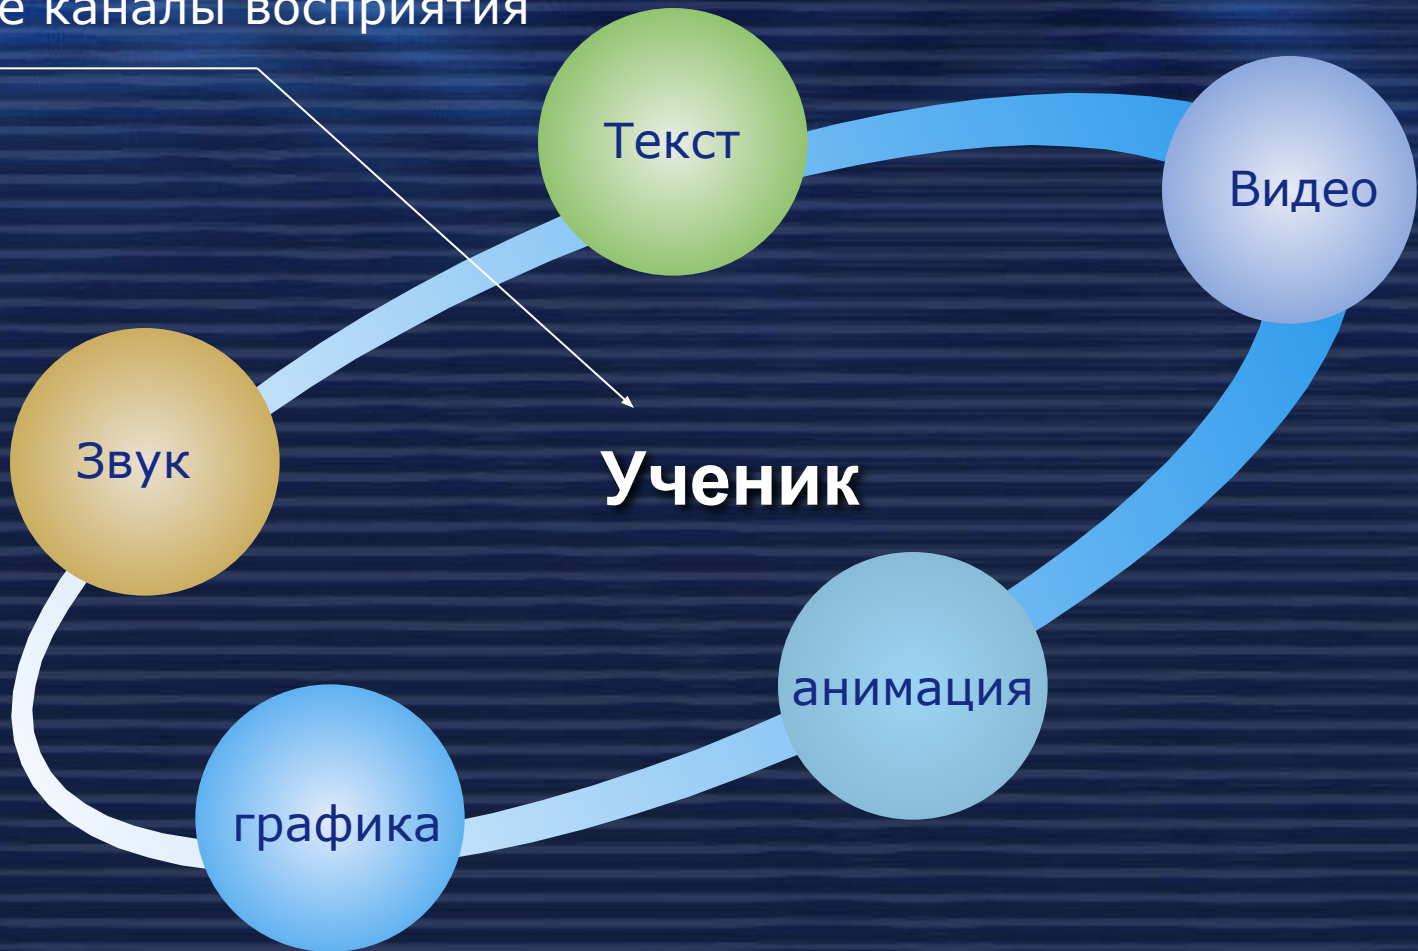 е каналы восприятия
Текст
Видео
Звук
Ученик
анимация
графика